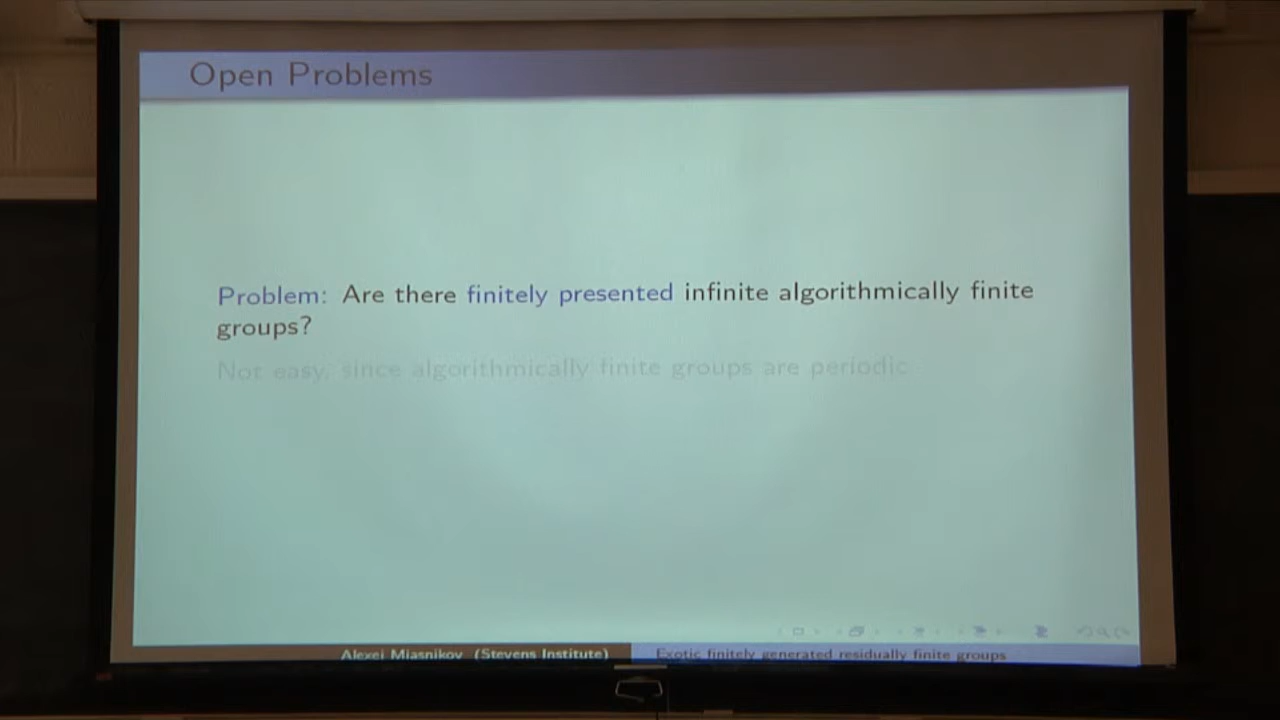 Open Problems
Problem: Are there finitely presented infinite algorithmically finite
groups?
Not easy, since algorithmically finite groups are periodic
Alexei Miasnikov (Stevens Institute)
Exotic finitely generated residually finite groups